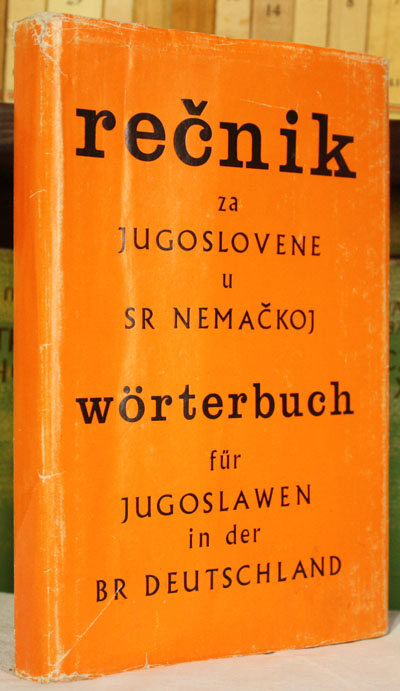 rečnik
za
JUGOSLOVENE
u
SR NEMAČKOJ
wörterbuch
für
JUGOSLAWEN
in der
BR DEUTSCHLAND